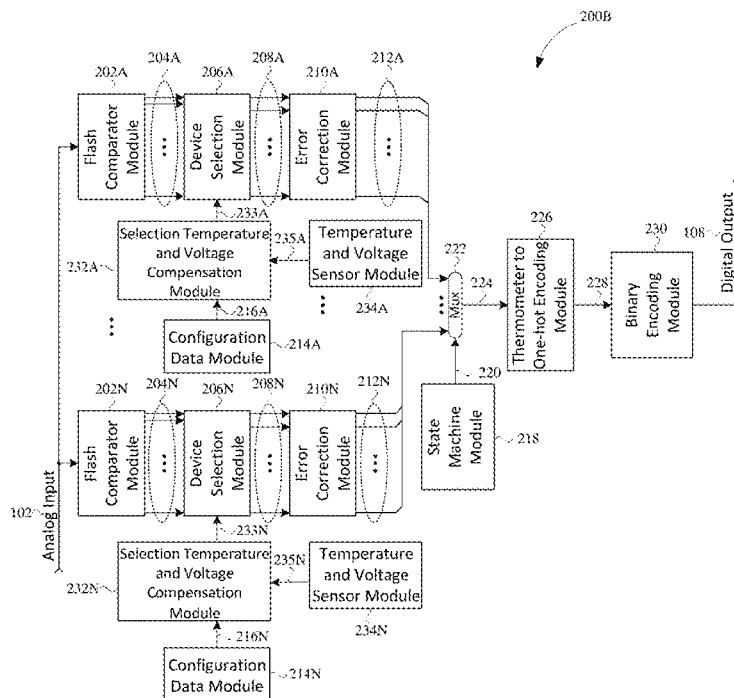 200B
204A
208A
212A
202A
206A
210A
Flash
Comparator
Module
Device
Selection
Module
Error
Correction
Module
233A
235A
Selection Temperature
and Voltage
Compensation
Module
Temperature
and Voltage
Sensor Module
232A
234A
216A
Configuration
Data Module
214A
222
Mux
224
226
Thermometer to
One-hot Encoding
Module
228
230
Binary
Encoding
Module
108
Digital Output
220
State
Machine
Module
218
204N
208N
212N
202N
206N
210N
Flash
Comparator
Module
Device
Selection
Module
Error
Correction
Module
102
Analog Input
233N
235N
Selection Temperature
and Voltage
Compensation
Module
Temperature
and Voltage
Sensor Module
232N
234N
216N
Configuration
Data Module
214N